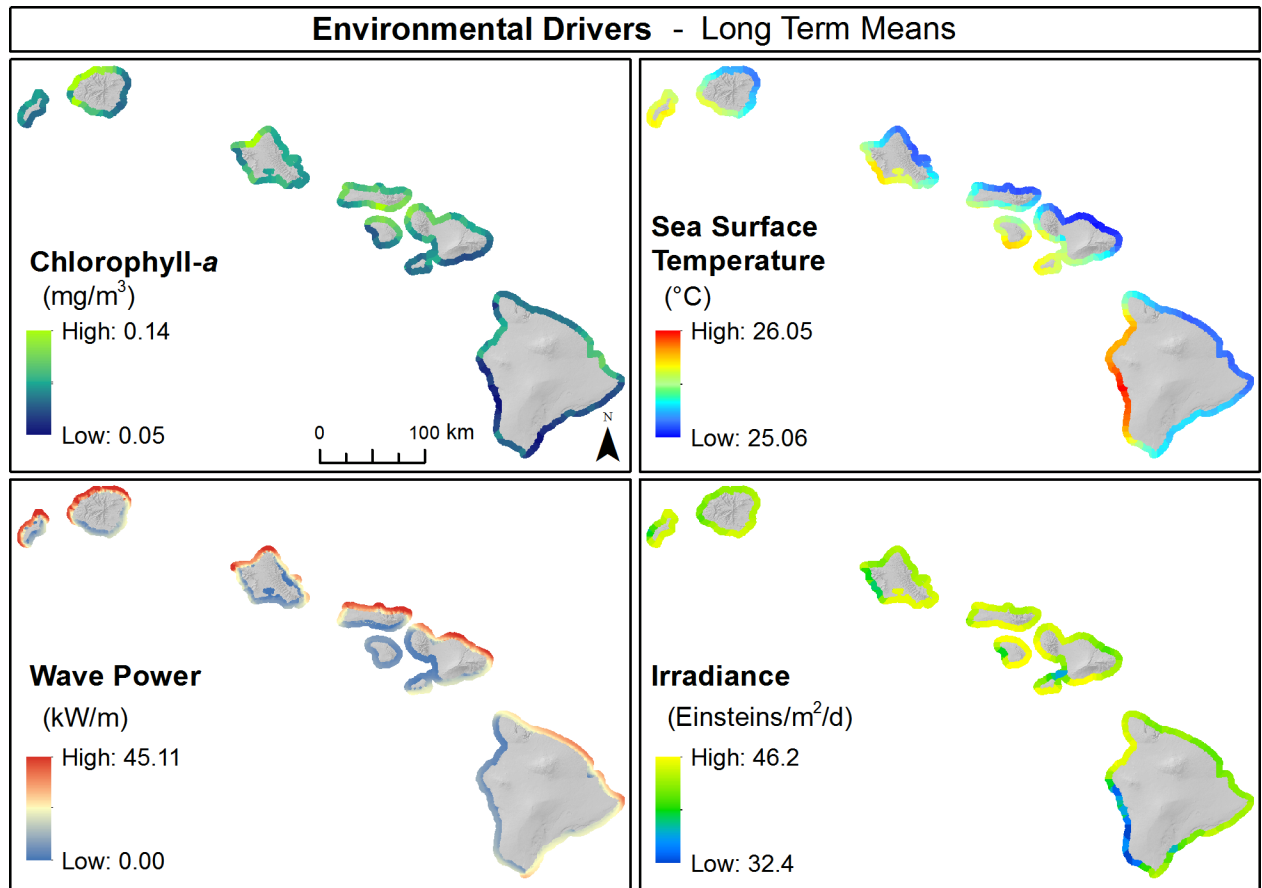 Environmental Drivers - Long Term Means
Chlorophyll-a
(mg/m³)
High: 0.14
Low: 0.05
0 100 km
N
Sea Surface
Temperature
(°C)
High: 26.05
Low: 25.06
Wave Power
(kW/m)
High: 45.11
Low: 0.00
Irradiance
(Einsteins/m²/d)
High: 46.2
Low: 32.4